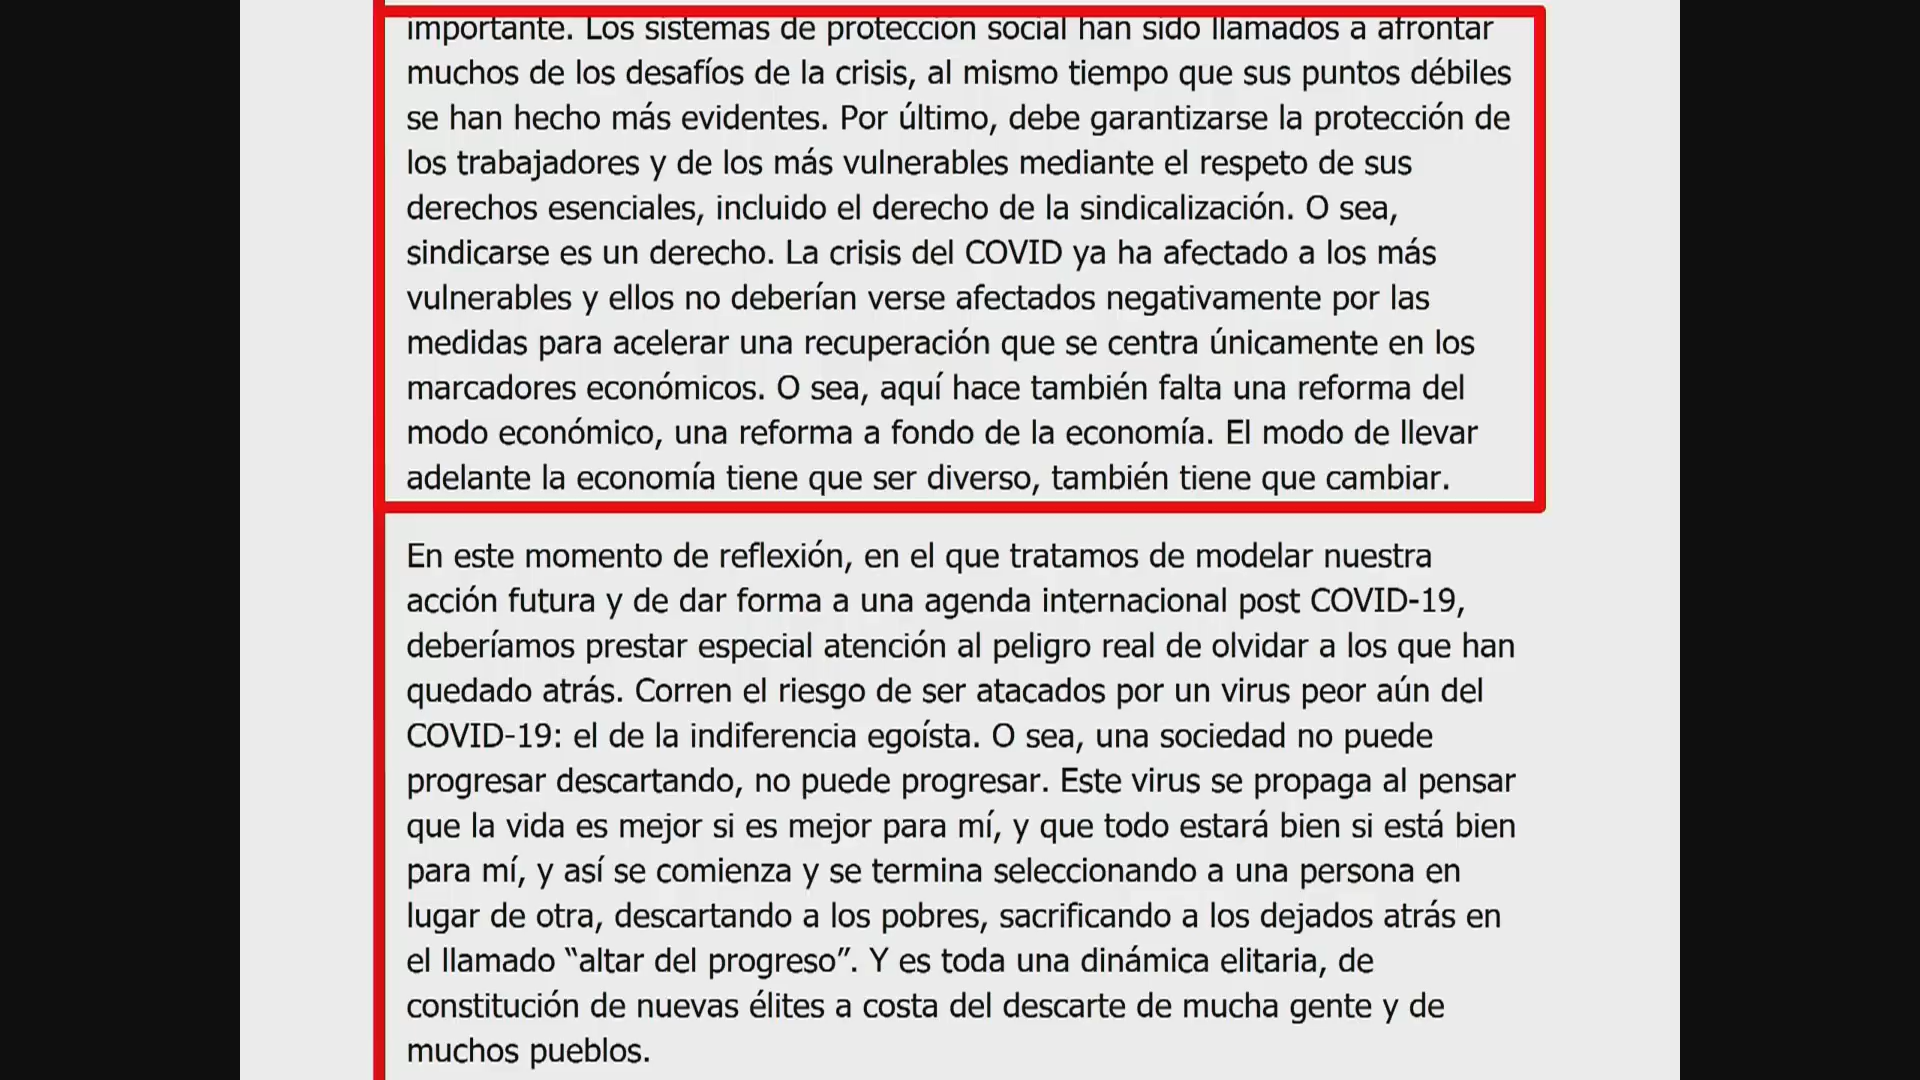 importante. Los sistemas de protección social han sido llamados a afrontar
muchos de los desafíos de la crisis, al mismo tiempo que sus puntos débiles
se han hecho más evidentes. Por último, debe garantizarse la protección de
los trabajadores y de los más vulnerables mediante el respeto de sus
derechos esenciales, incluido el derecho de la sindicalización. O sea,
sindicarse es un derecho. La crisis del COVID ya ha afectado a los más
vulnerables y ellos no deberían verse afectados negativamente por las
medidas para acelerar una recuperación que se centra únicamente en los
marcadores económicos. O sea, aquí hace también falta una reforma del
modo económico, una reforma a fondo de la economía. El modo de llevar
adelante la economía tiene que ser diverso, también tiene que cambiar.
En este momento de reflexión, en el que tratamos de modelar nuestra
acción futura y de dar forma a una agenda internacional post COVID-19,
deberíamos prestar especial atención al peligro real de olvidar a los que han
quedado atrás. Corren el riesgo de ser atacados por un virus peor aún del
COVID-19: el de la indiferencia egoísta. O sea, una sociedad no puede
progresar descartando, no puede progresar. Este virus se propaga al pensar
que la vida es mejor si es mejor para mí, y que todo estará bien si está bien
para mí, y así se comienza y se termina seleccionando a una persona en
lugar de otra, descartando a los pobres, sacrificando a los dejados atrás en
el llamado “altar del progreso”. Y es toda una dinámica elitaria, de
constitución de nuevas élites a costa del descarte de mucha gente y de
muchos pueblos.